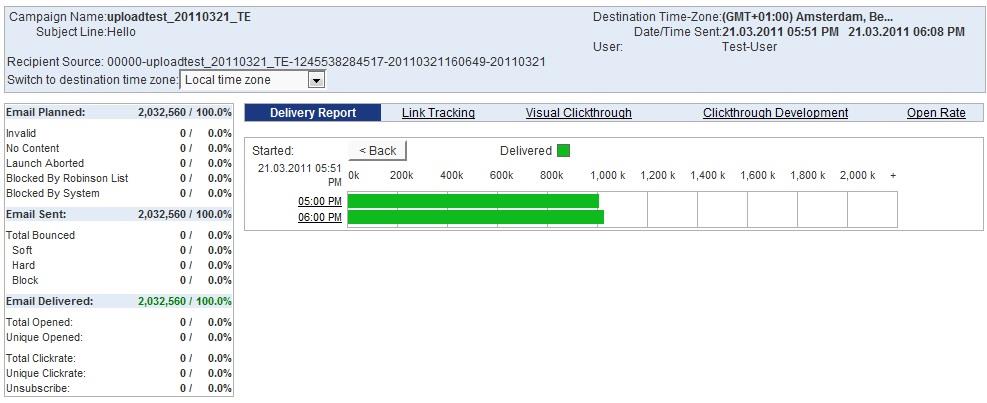 Campaign Name:uploadtest_20110321_TE
Destination Time-Zone:(GMT+01:00) Amsterdam, Be...
Subject Line:Hello
Date/Time Sent:21.03.2011 05:51 PM 21.03.2011 06:08 PM
User: Test-User
Recipient Source: 00000-uploadtest_20110321_TE-1245538284517-20110321160649-20110321
Switch to destination time zone: Local time zone
Email Planned: 2,032,560 / 100.0%
Invalid 0 / 0.0%
No Content 0 / 0.0%
Launch Aborted 0 / 0.0%
Blocked By Robinson List 0 / 0.0%
Blocked By System 0 / 0.0%
Email Sent: 2,032,560 / 100.0%
Total Bounced 0 / 0.0%
Soft 0 / 0.0%
Hard 0 / 0.0%
Block 0 / 0.0%
Email Delivered: 2,032,560 / 100.0%
Total Opened: 0 / 0.0%
Unique Opened: 0 / 0.0%
Total Clickrate: 0 / 0.0%
Unique Clickrate: 0 / 0.0%
Unsubscribe: 0 / 0.0%
Delivery Report Link Tracking Visual Clickthrough Clickthrough Development Open Rate
Started: < Back Delivered
21.03.2011 05:51
PM
0k 200k 400k 600k 800k 1,000 k 1,200 k 1,400 k 1,600 k 1,800 k 2,000 k +
05:00 PM
06:00 PM